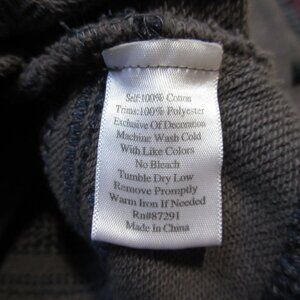 Self:100% Cotton
Trims:100% Polyester
Exclusive Of Decoration
Machine Wash Cold
With Like Colors
No Bleach
Tumble Dry Low
Remove Promptly
Warm Iron If Needed
Rn#87291
Made In China